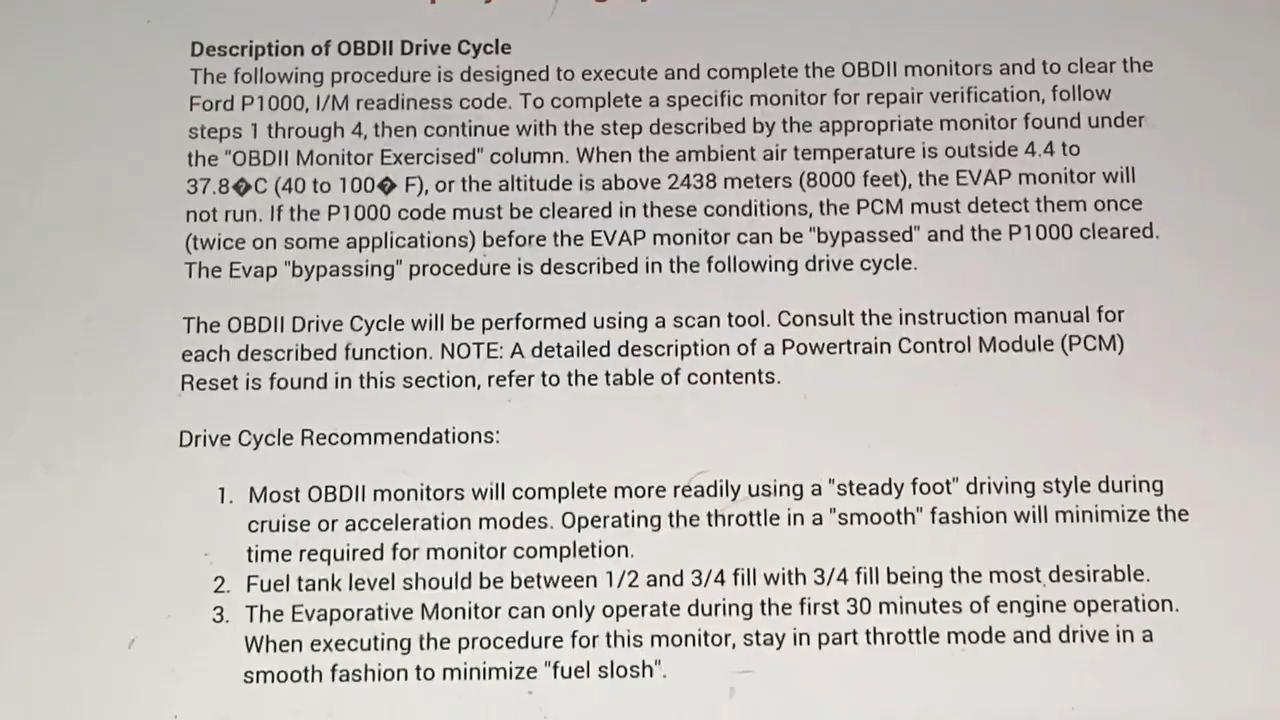 Description of OBDII Drive Cycle
The following procedure is designed to execute and complete the OBDII monitors and to clear the
Ford P1000, I/M readiness code. To complete a specific monitor for repair verification, follow
steps 1 through 4, then continue with the step described by the appropriate monitor found under
the "OBDII Monitor Exercised" column. When the ambient air temperature is outside 4.4 to
37.8�C (40 to 100� F), or the altitude is above 2438 meters (8000 feet), the EVAP monitor will
not run. If the P1000 code must be cleared in these conditions, the PCM must detect them once
(twice on some applications) before the EVAP monitor can be "bypassed" and the P1000 cleared.
The Evap "bypassing" procedure is described in the following drive cycle.
The OBDII Drive Cycle will be performed using a scan tool. Consult the instruction manual for
each described function. NOTE: A detailed description of a Powertrain Control Module (PCM)
Reset is found in this section, refer to the table of contents.
Drive Cycle Recommendations:
1. Most OBDII monitors will complete more readily using a "steady foot" driving style during
cruise or acceleration modes. Operating the throttle in a "smooth" fashion will minimize the
time required for monitor completion.
2. Fuel tank level should be between 1/2 and 3/4 fill with 3/4 fill being the most desirable.
3. The Evaporative Monitor can only operate during the first 30 minutes of engine operation.
When executing the procedure for this monitor, stay in part throttle mode and drive in a
smooth fashion to minimize "fuel slosh".